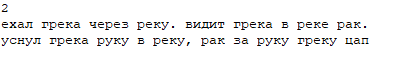 2
ехал грека через реку. видит грека в реке рак.
уснул грека руку в реку, рак за руку греку цап